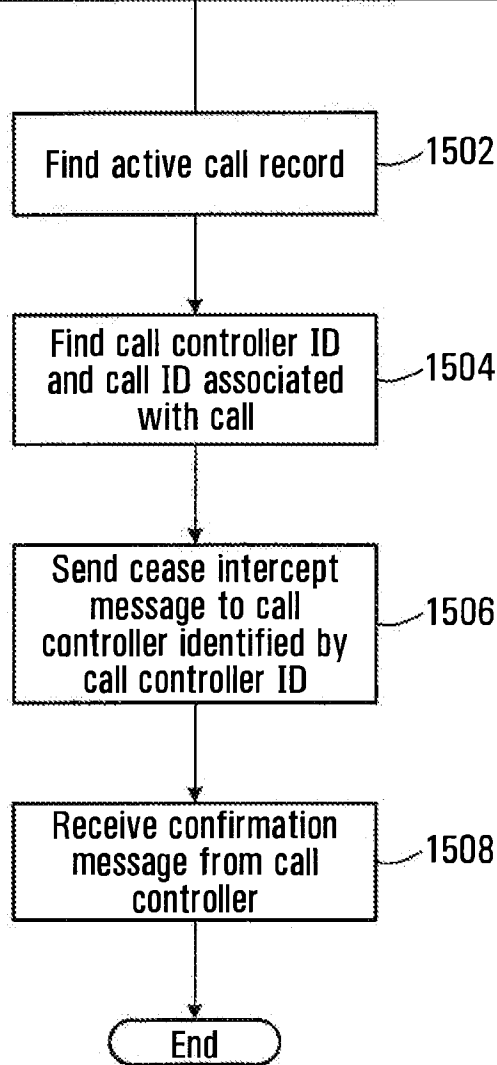 Find active call record
1502
Find call controller ID
and call ID associated
with call
1504
Send cease intercept
message to call
controller identified by
call controller ID
1506
Receive confirmation
message from call
controller
1508
End